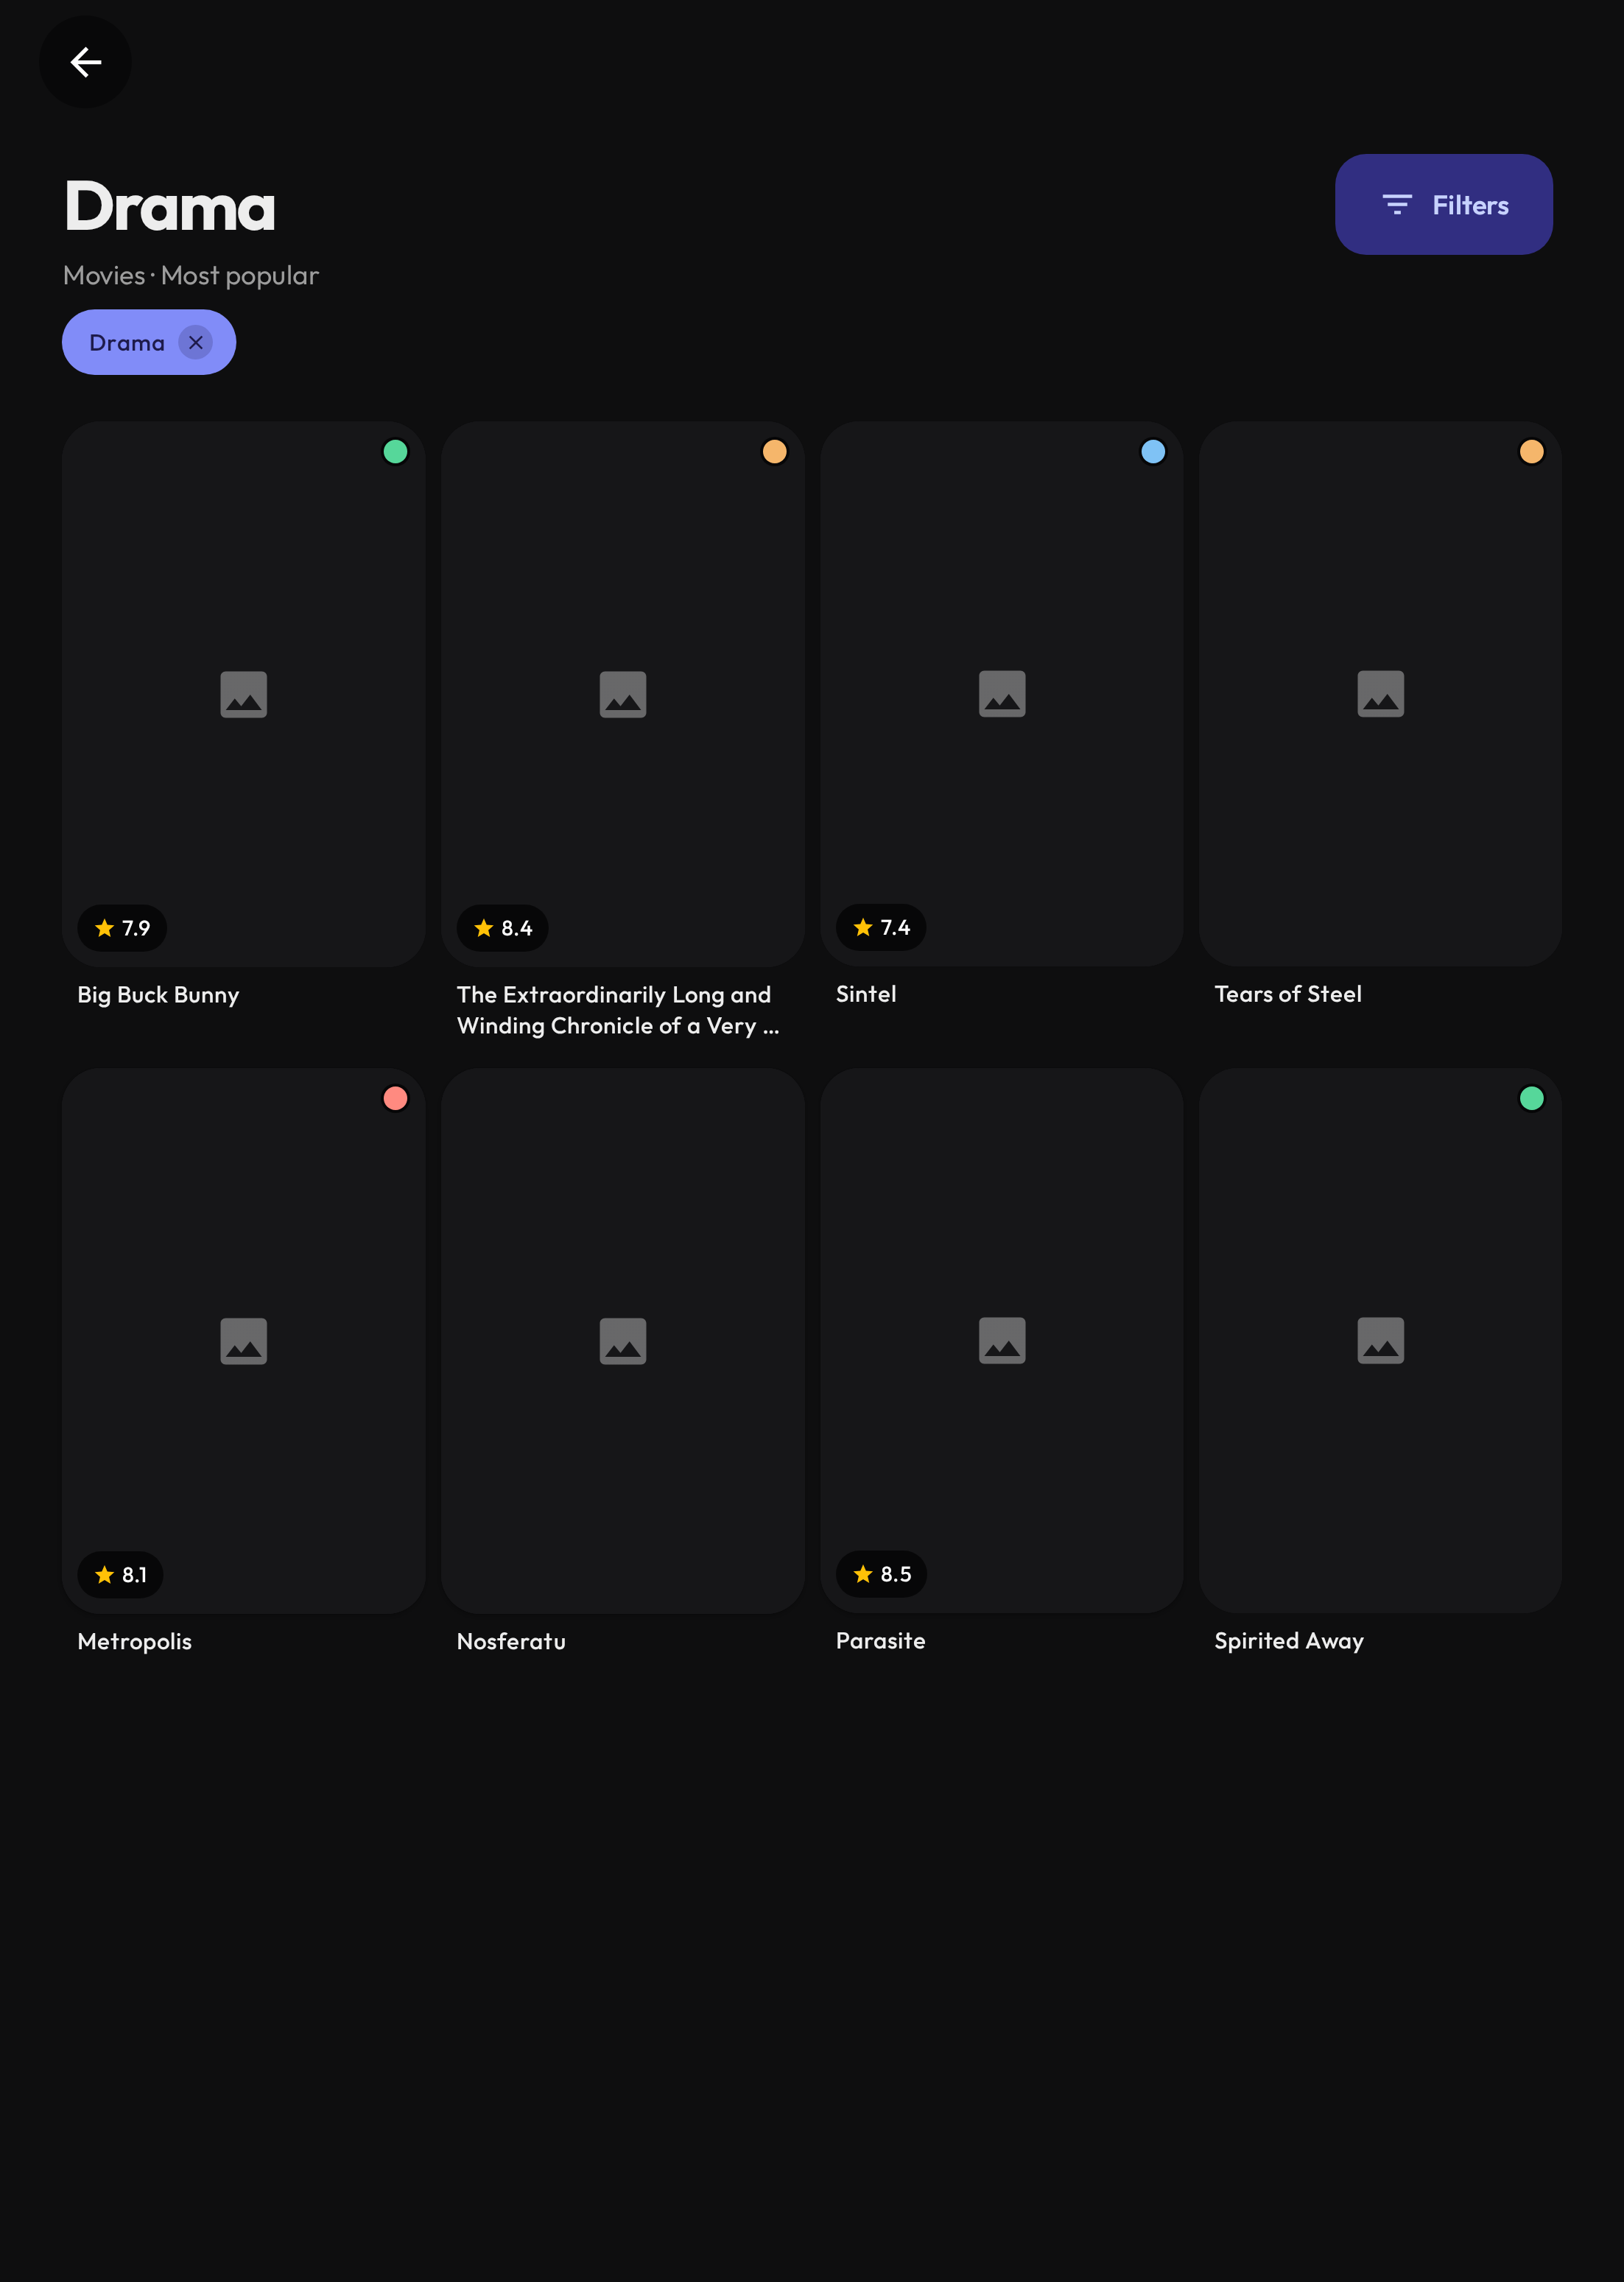 Drama
Filters
Movies · Most popular
Drama
7.9
8.4
7.4
Big Buck Bunny
The Extraordinarily Long and
Winding Chronicle of a Very ...
Sintel
Tears of Steel
8.1
8.5
Metropolis
Nosferatu
Parasite
Spirited Away